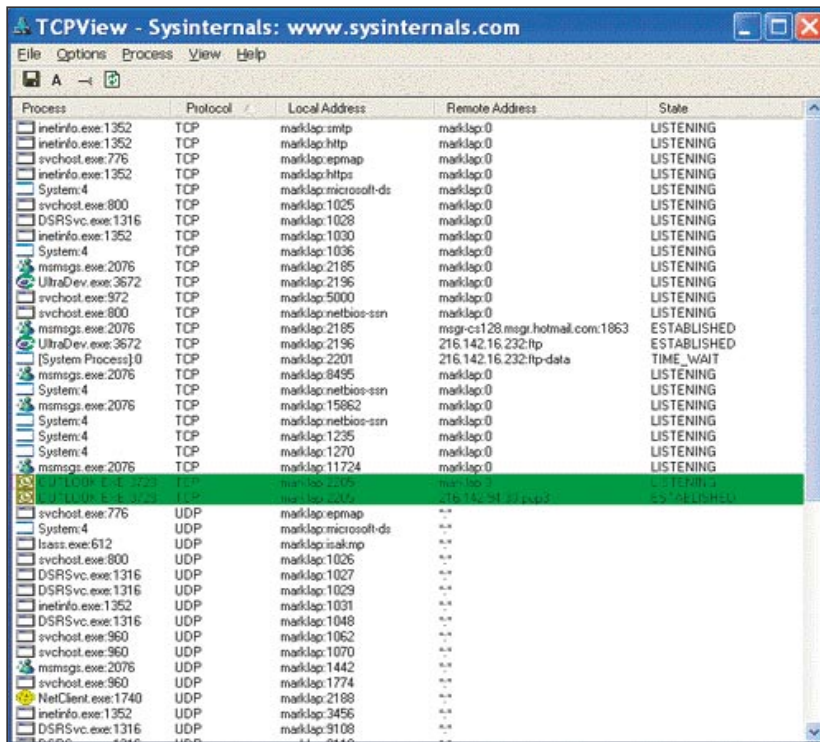 TCPView - Sysinternals: www.sysinternals.com
File Options Process View Help
A
Process Protocol Local Address Remote Address State
inetinfo.exe:1352 TCP marklap:smtp marklap:0 LISTENING
inetinfo.exe:1352 TCP marklap:http marklap:0 LISTENING
svchost.exe:776 TCP marklap:epmap marklap:0 LISTENING
inetinfo.exe:1352 TCP marklap:https marklap:0 LISTENING
System:4 TCP marklap:microsoft-ds marklap:0 LISTENING
svchost.exe:800 TCP marklap:1025 marklap:0 LISTENING
DSRSvc.exe:1316 TCP marklap:1028 marklap:0 LISTENING
inetinfo.exe:1352 TCP marklap:1030 marklap:0 LISTENING
System:4 TCP marklap:1036 marklap:0 LISTENING
msmsgs.exe:2076 TCP marklap:2185 marklap:0 LISTENING
UltraDev.exe:3672 TCP marklap:2196 marklap:0 LISTENING
svchost.exe:972 TCP marklap:5000 marklap:0 LISTENING
svchost.exe:800 TCP marklap:netbios-ssn marklap:0 LISTENING
msmsgs.exe:2076 TCP marklap:2185 msgr-cs128.msgr.hotmail.com:1863 ESTABLISHED
UltraDev.exe:3672 TCP marklap:2196 216.142.16.232:ftp ESTABLISHED
[System Process]:0 TCP marklap:2201 216.142.16.232:ftp-data TIME_WAIT
msmsgs.exe:2076 TCP marklap:8495 marklap:0 LISTENING
System:4 TCP marklap:netbios-ssn marklap:0 LISTENING
msmsgs.exe:2076 TCP marklap:15862 marklap:0 LISTENING
System:4 TCP marklap:netbios-ssn marklap:0 LISTENING
System:4 TCP marklap:1235 marklap:0 LISTENING
System:4 TCP marklap:1270 marklap:0 LISTENING
msmsgs.exe:2076 TCP marklap:11724 marklap:0 LISTENING
TCP marklap:2205 marklap:0 LISTENING
TCP marklap:2205 ESTABLISHED
svchost.exe:776 UDP marklap:epmap *:*
System:4 UDP marklap:microsoft-ds *:*
lsass.exe:612 UDP marklap:isakmp *:*
svchost.exe:800 UDP marklap:1026 *:*
DSRSvc.exe:1316 UDP marklap:1027 *:*
DSRSvc.exe:1316 UDP marklap:1029 *:*
inetinfo.exe:1352 UDP marklap:1031 *:*
DSRSvc.exe:1316 UDP marklap:1048 *:*
svchost.exe:960 UDP marklap:1062 *:*
svchost.exe:960 UDP marklap:1070 *:*
msmsgs.exe:2076 UDP marklap:1442 *:*
svchost.exe:960 UDP marklap:1774 *:*
NetClient.exe:1740 UDP marklap:2188 *:*
inetinfo.exe:1352 UDP marklap:3456 *:*
DSRSvc.exe:1316 UDP marklap:9108 *:*